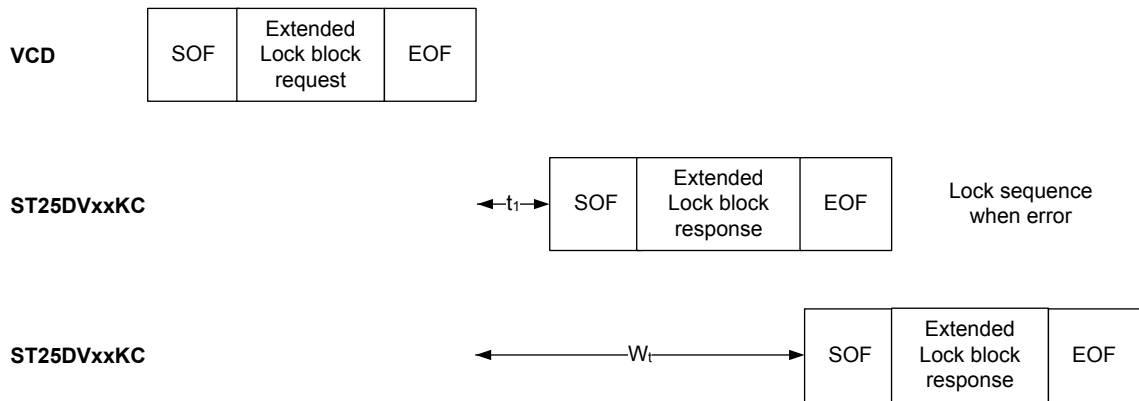 VCD
SOF
Extended
Lock block
request
EOF
ST25DVxxKC
t1
SOF
Extended
Lock block
response
EOF
Lock sequence
when error
ST25DVxxKC
Wt
SOF
Extended
Lock block
response
EOF